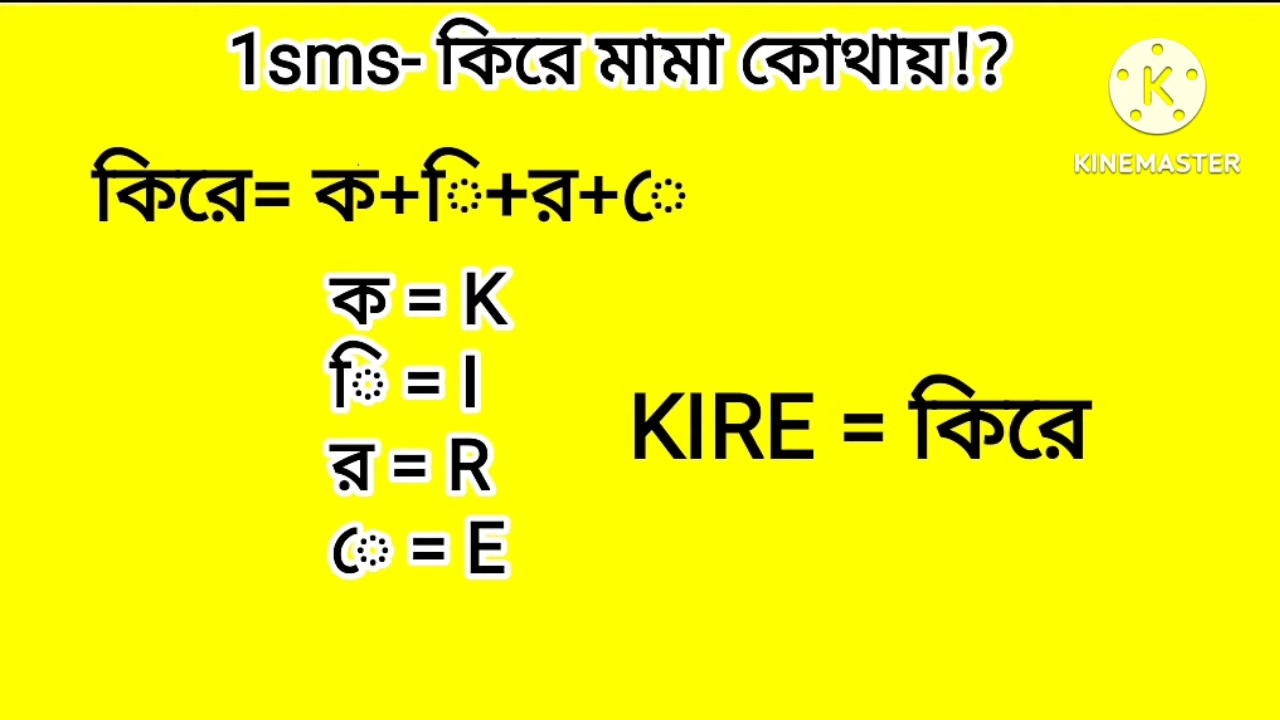 1sms- কিরে মামা কোথায়!?
K
KINEMASTER
কিরে= ক+ি+র+ে
ক = K
ি = I
র = R
ে = E
KIRE = কিরে